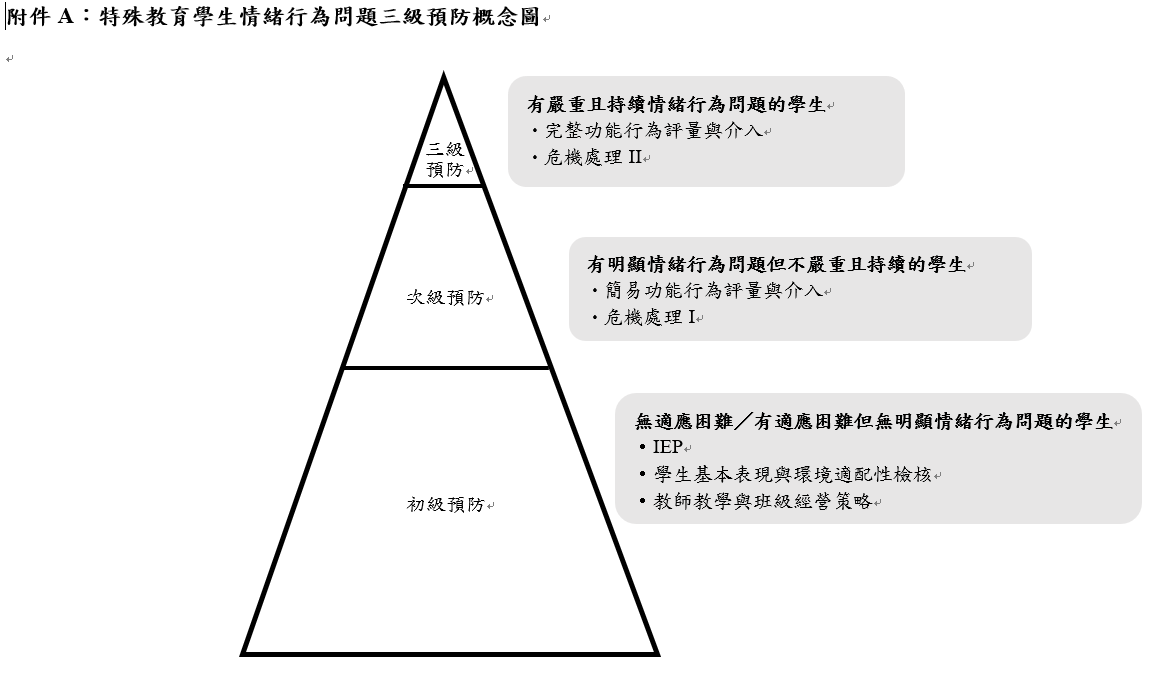 附件 A：特殊教育學生情緒行為問題三級預防概念圖
三級
預防
有嚴重且持續情緒行為問題的學生
・完整功能行為評量與介入
・危機處理 II
次級預防
有明顯情緒行為問題但不嚴重且持續的學生
・簡易功能行為評量與介入
・危機處理 I
初級預防
無適應困難／有適應困難但無明顯情緒行為問題的學生
• IEP
• 學生基本表現與環境適配性檢核
• 教師教學與班級經營策略